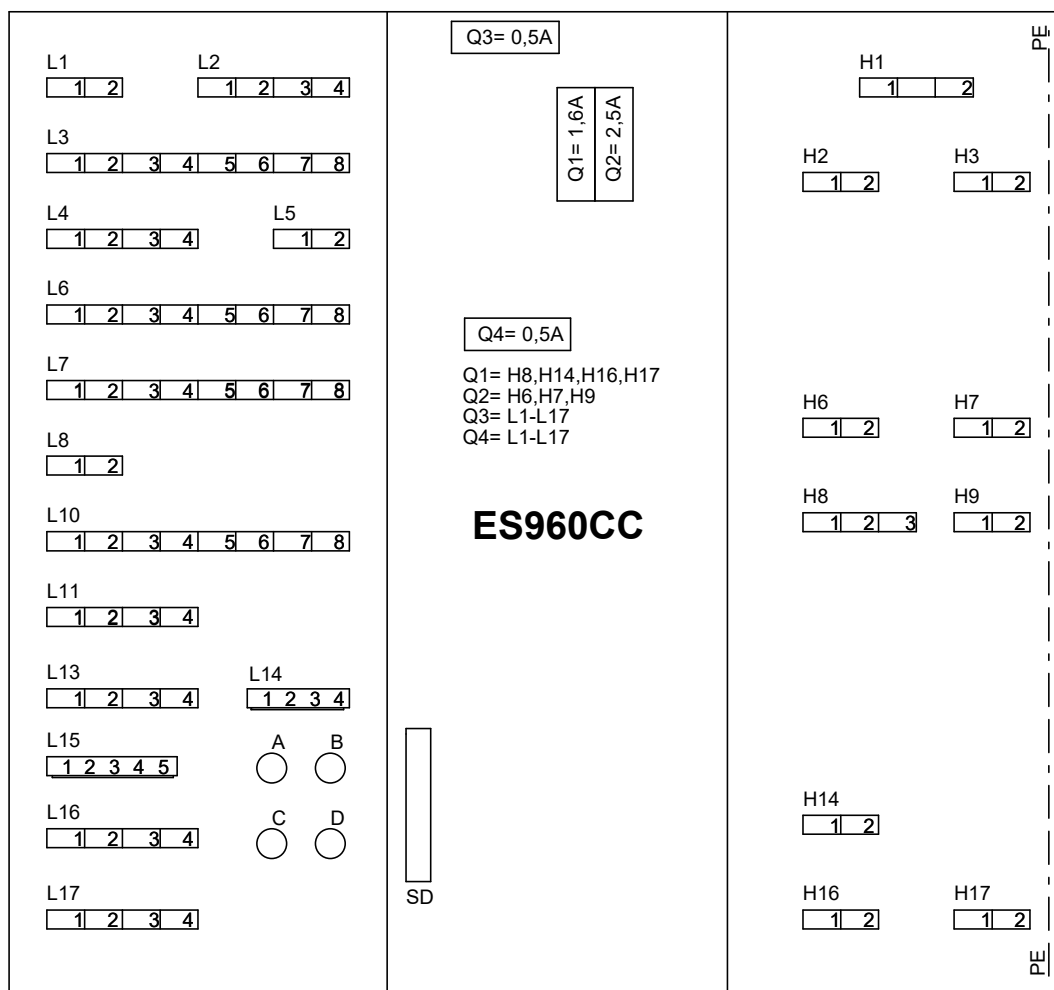 L1
1 2
L2
1 2 3 4
L3
1 2 3 4 5 6 7 8
L4
1 2 3 4
L5
1 2
L6
1 2 3 4 5 6 7 8
L7
1 2 3 4 5 6 7 8
L8
1 2
L10
1 2 3 4 5 6 7 8
L11
1 2 3 4
L13
1 2 3 4
L14
1 2 3 4
L15
1 2 3 4 5
A
B
L16
1 2 3 4
C
D
L17
1 2 3 4
Q3= 0,5A
Q1= 1,6A
Q2= 2,5A
Q4= 0,5A
Q1= H8,H14,H16,H17
Q2= H6,H7,H9
Q3= L1-L17
Q4= L1-L17
ES960CC
SD
PE
H1
1 2
H2
1 2
H3
1 2
H6
1 2
H7
1 2
H8
1 2 3
H9
1 2
H14
1 2
H16
1 2
H17
1 2
PE